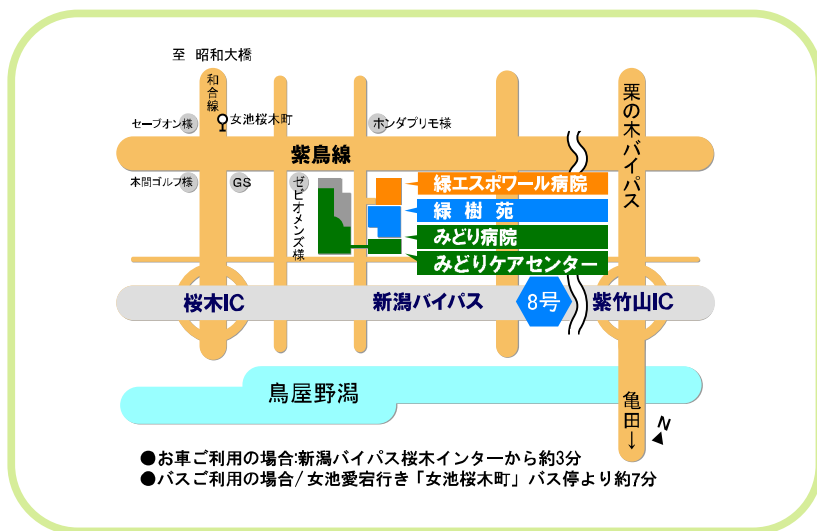 至 昭和大橋
和合線
女池桜木町
セーブオン様
ホンダプリモ様
栗の木バイパス
紫鳥線
本間ゴルフ様
GS
ゼビオメンズ様
緑エスポワール病院
緑樹苑
みどり病院
みどりケアセンター
桜木IC
新潟バイパス
8号
紫竹山IC
鳥屋野潟
亀田→
N
●お車ご利用の場合:新潟バイパス桜木インターから約3分
●バスご利用の場合/女池愛宕行き「女池桜木町」バス停より約7分